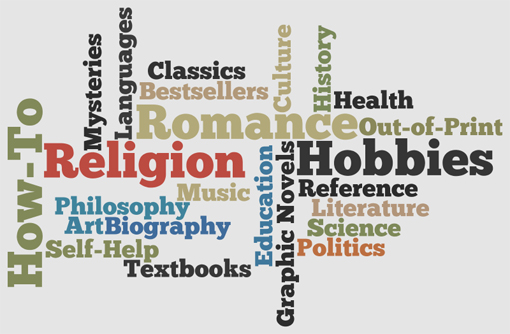 Mysteries
Languages
Culture
History
Classics
Bestsellers
Health
How-To
Romance
Out-of-Print
Religion
Education
Graphic Novels
Hobbies
Music
Reference
Philosophy
Literature
Art
Biography
Science
Self-Help
Politics
Textbooks